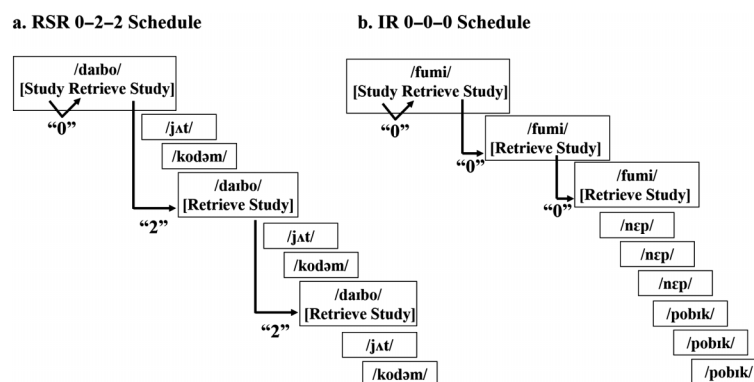 a. RSR 0–2–2 Schedule
/daɪbo/
[Study Retrieve Study]
“0”
/jʌt/
/kodəm/
/daɪbo/
[Retrieve Study]
“2”
/jʌt/
/kodəm/
/daɪbo/
[Retrieve Study]
“2”
/jʌt/
/kodəm/
b. IR 0–0–0 Schedule
/fumi/
[Study Retrieve Study]
“0”
/fumi/
[Retrieve Study]
“0”
/fumi/
[Retrieve Study]
“0”
/nɛp/
/nɛp/
/nɛp/
/pobɪk/
/pobɪk/
/pobɪk/